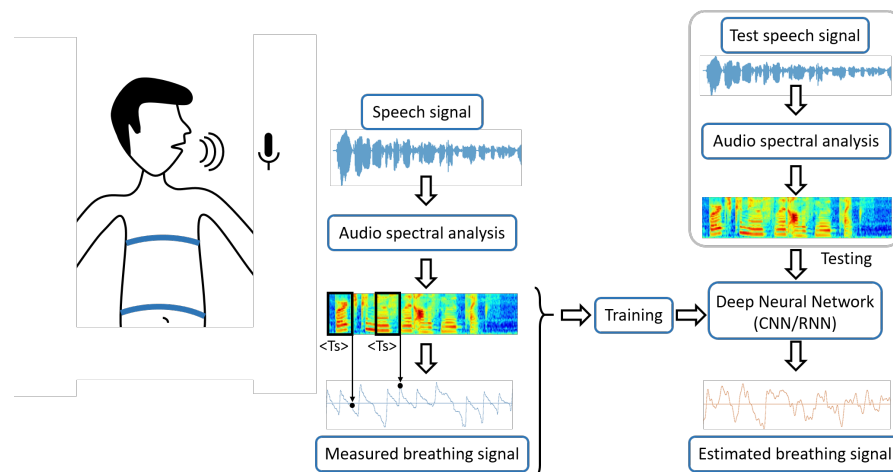 Speech signal
Audio spectral analysis
<Ts>
<Ts>
Measured breathing signal
Training
Test speech signal
Audio spectral analysis
Testing
Deep Neural Network
(CNN/RNN)
Estimated breathing signal